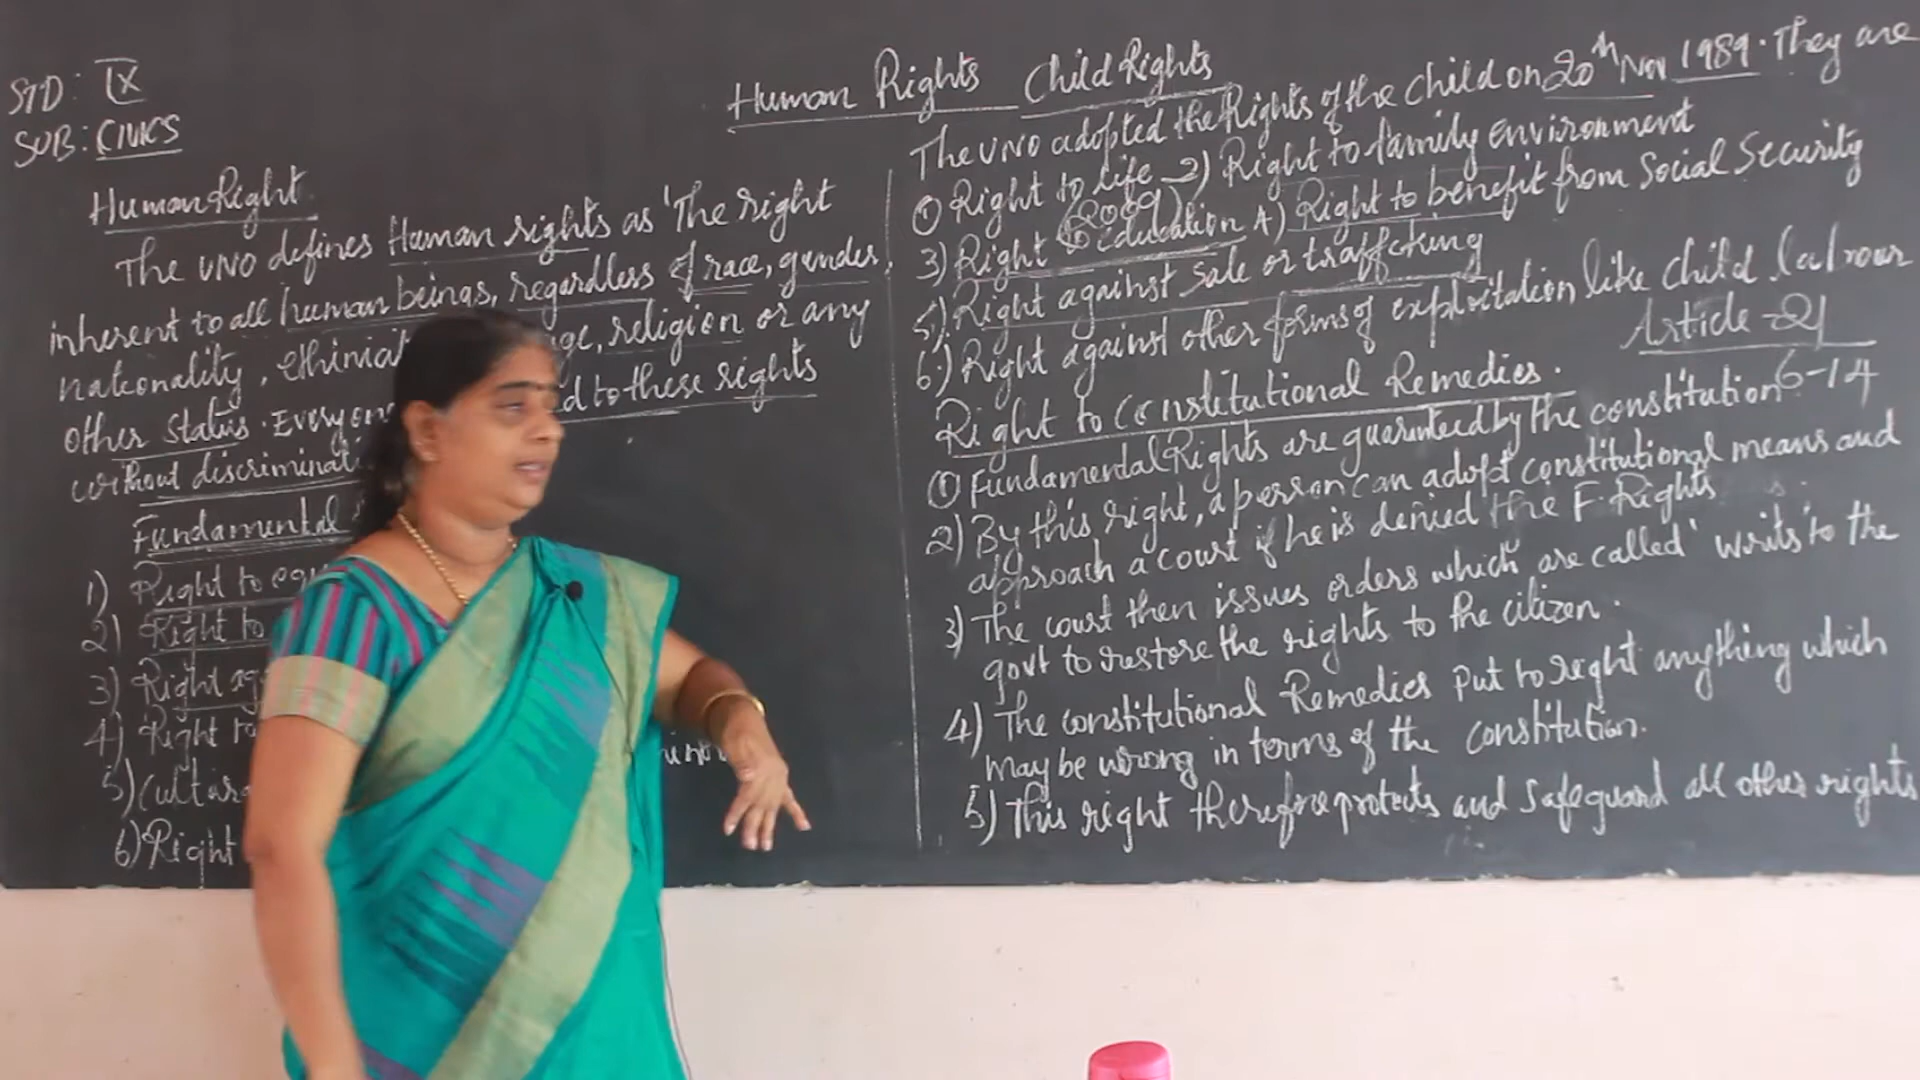 STD: IX
SUB: CIVICS
Human Rights
Human Right
The UNO defines Human rights as 'The right
inherent to all human beings, regardless of race, gender,
nationality, ethinici
ge, religion or any
other status. Everyone
d to these rights
without discriminati
Fundamental
1) Right to equ
2) Right to
3) Right ag
4) Right to
5) Cultura
6) Right
Child Rights
The UNO adopted the Rights of the child on 20th Nov 1989. They are
① Right to life 2) Right to family environment
(2009)
3) Right to Education 4) Right to benefit from Social Security
5) Right against sale or trafficking
6) Right against other forms of exploitation like child labour
Article-21
Right to Constitutional Remedies.
6-14
① Fundamental Rights are guaranteed by the constitution
2) By this right, a person can adopt constitutional means and
approach a court if he is denied the F. Rights
3) The court then issues orders which are called 'writs' to the
govt to restore the rights to the citizen.
4) The constitutional Remedies put to right anything which
may be wrong in terms of the constitution.
5) This right therefore protects and safeguard all other rights